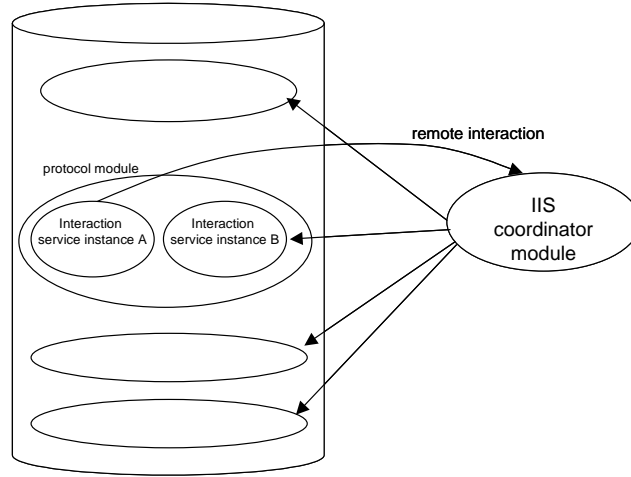 remote interaction
protocol module
Interaction
service instance A
Interaction
service instance B
IIS
coordinator
module